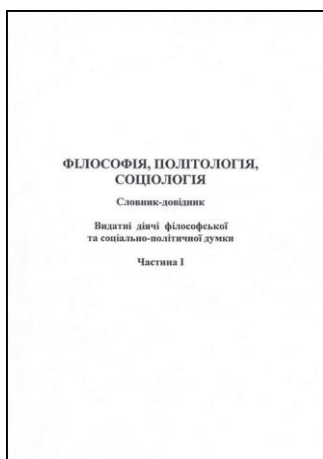 ФІЛОСОФІЯ, ПОЛІТОЛОГІЯ,
СОЦІОЛОГІЯ
Словник-довідник
Видатні діячі філософської
та соціально-політичної думки
Частина I